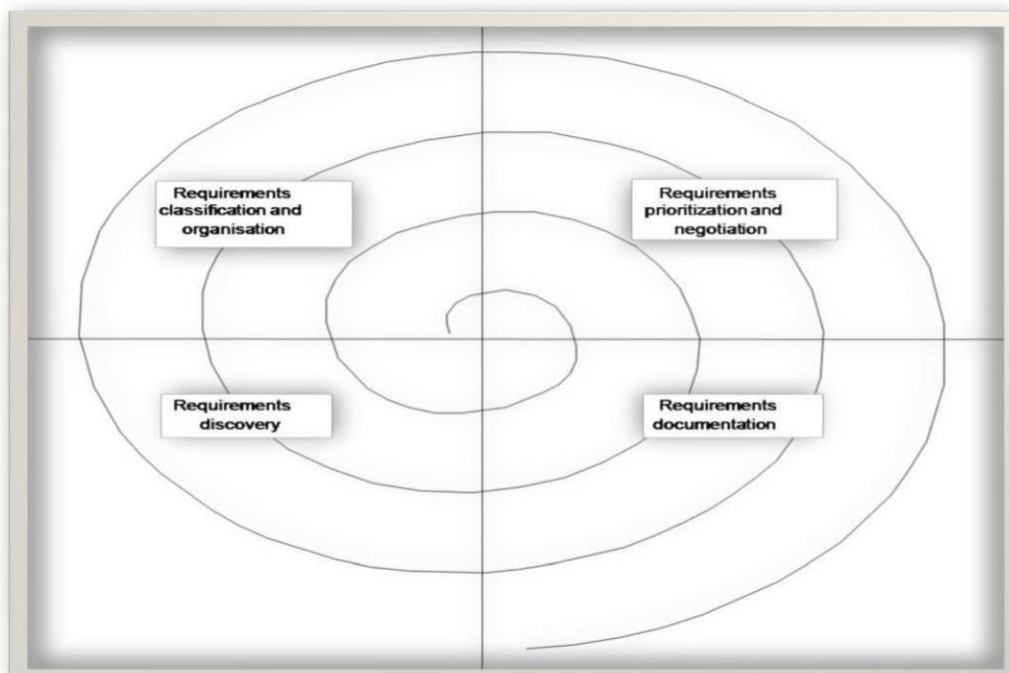 Requirements
classification and
organisation
Requirements
prioritization and
negotiation
Requirements
discovery
Requirements
documentation